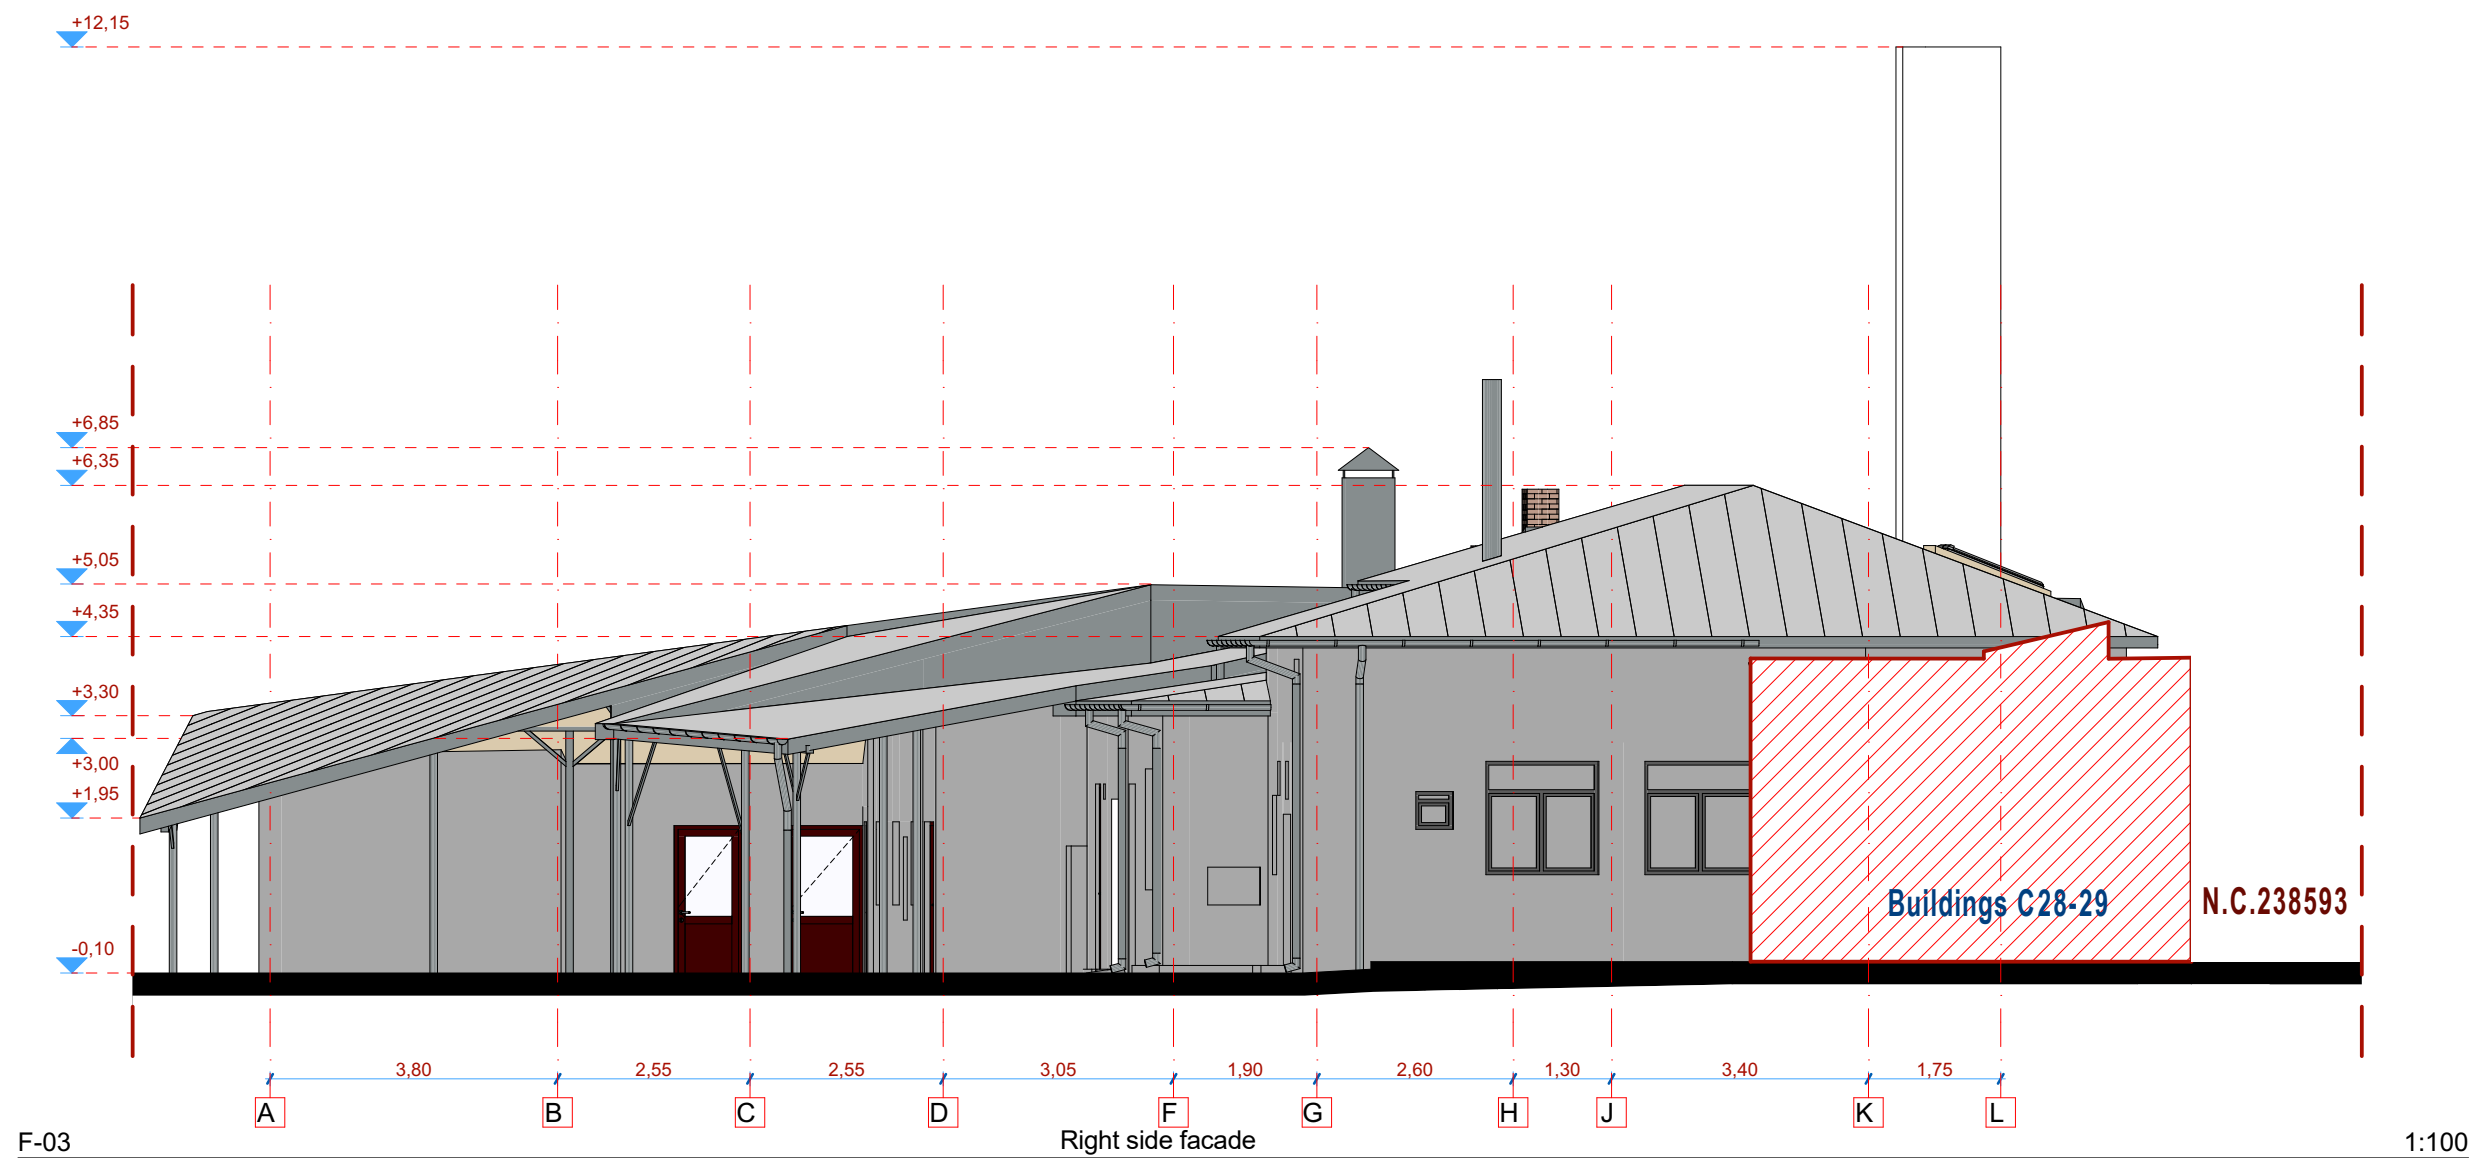 +12,15
+6,85
+6,35
+5,05
+4,35
+3,30
+3,00
+1,95
-0,10
Buildings C28-29
N.C.238593
3,80 2,55 2,55 3,05 1,90 2,60 1,30 3,40 1,75
A B C D F G H J K L
F-03 Right side facade 1:100